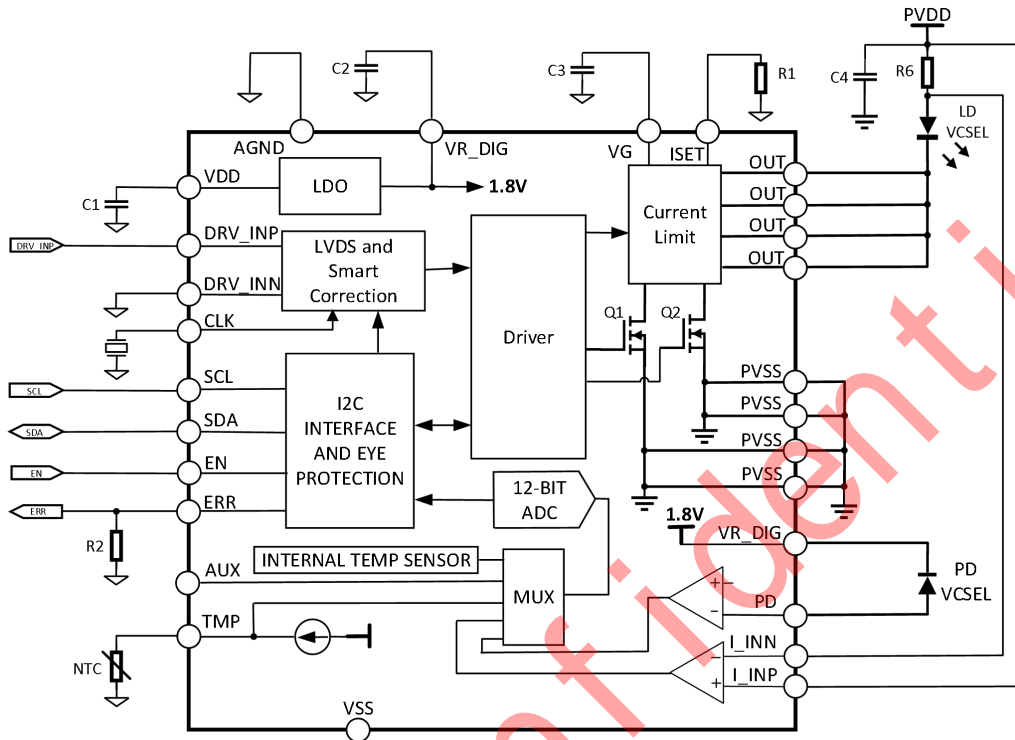 PVDD
C2
C3
R1
C4
R6
LD
VCSEL
AGND
VR_DIG
VG
ISET
OUT
VDD
LDO
1.8V
C1
OUT
Current
Limit
DRV_INP
DRV_INP
LVDS and
Smart
Correction
OUT
OUT
DRV_INN
CLK
Driver
Q1
Q2
SCL
SCL
I2C
INTERFACE
AND EYE
PROTECTION
PVSS
SDA
SDA
PVSS
EN
EN
PVSS
PVSS
ERR
ERR
12-BIT
ADC
1.8V
VR_DIG
R2
INTERNAL TEMP SENSOR
AUX
MUX
+
−
−
PD
PD
VCSEL
TMP
I_INN
−
NTC
+
I_INP
VSS
nfident i